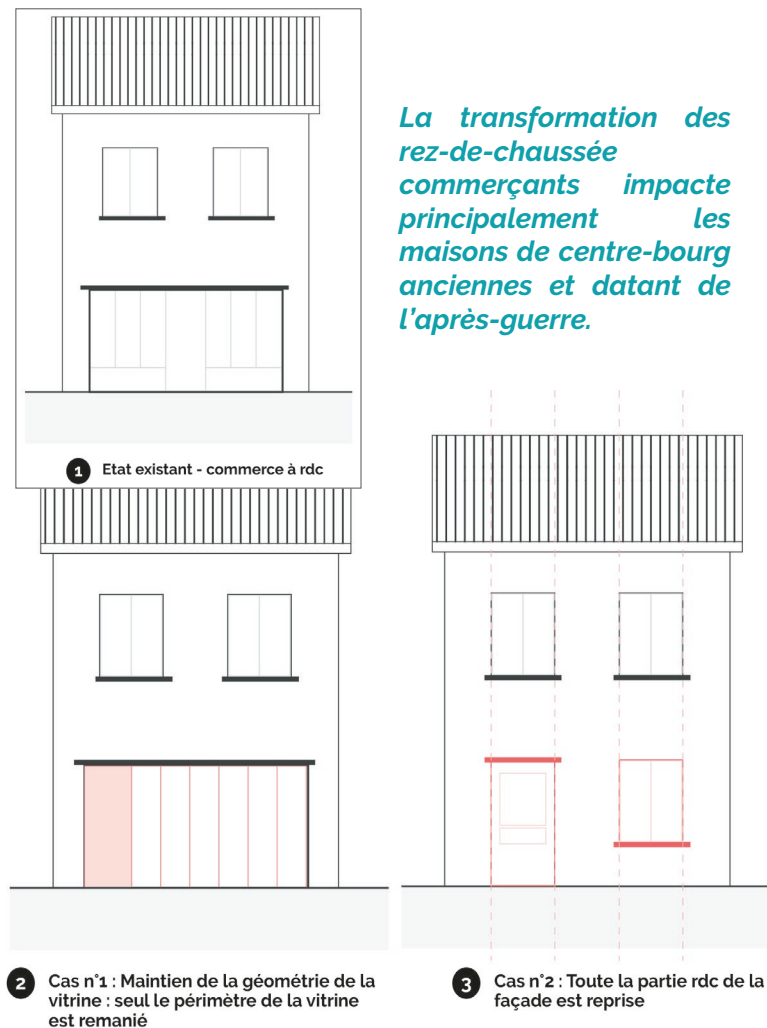 La transformation des
rez-de-chaussée
commerçants impacte
principalement les
maisons de centre-bourg
anciennes et datant de
l'après-guerre.
1 Etat existant - commerce à rdc
2 Cas n°1 : Maintien de la géométrie de la
vitrine : seul le périmètre de la vitrine
est remanié
3 Cas n°2 : Toute la partie rdc de la
façade est reprise